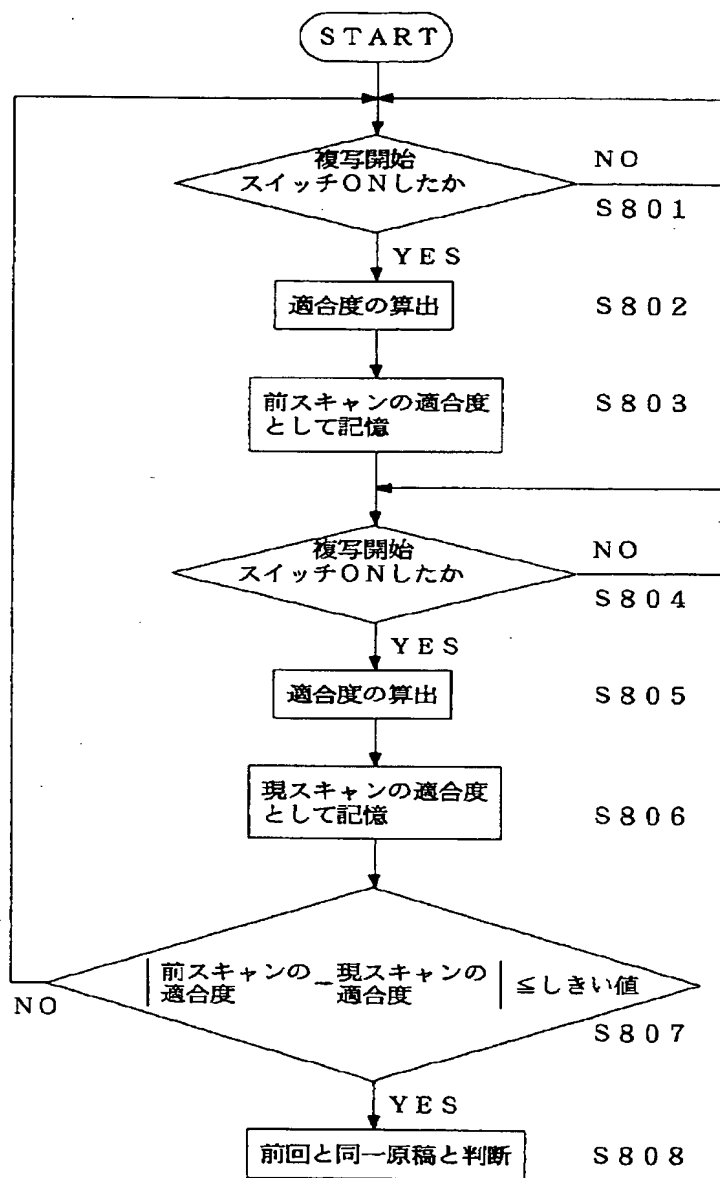 START
複写開始
スイッチONしたか
NO
S801
YES
適合度の算出
S802
前スキャンの適合度
として記憶
S803
複写開始
スイッチONしたか
NO
S804
YES
適合度の算出
S805
現スキャンの適合度
として記憶
S806
|前スキャンの適合度 − 現スキャンの適合度| ≦しきい値
NO
S807
YES
前回と同一原稿と判断
S808